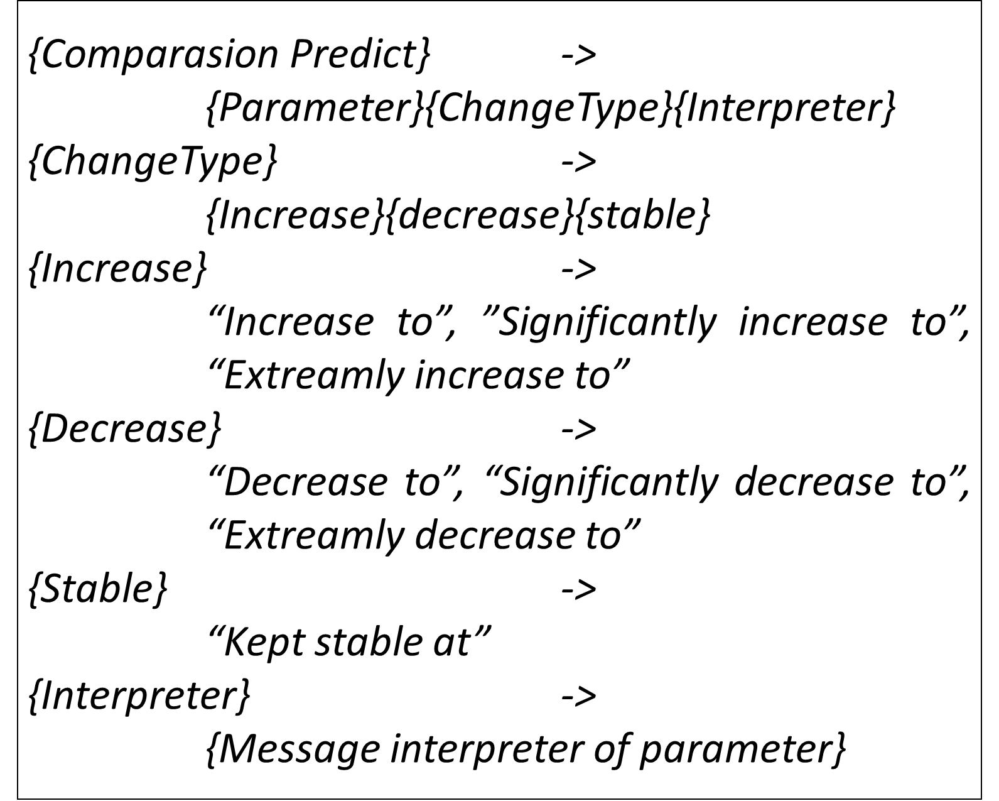 {Comparasion Predict} ->
{Parameter}{ChangeType}{Interpreter}
{ChangeType} ->
{Increase}{decrease}{stable}
{Increase} ->
“Increase to”, ”Significantly increase to”,
“Extreamly increase to”
{Decrease} ->
“Decrease to”, “Significantly decrease to”,
“Extreamly decrease to”
{Stable} ->
“Kept stable at”
{Interpreter} ->
{Message interpreter of parameter}